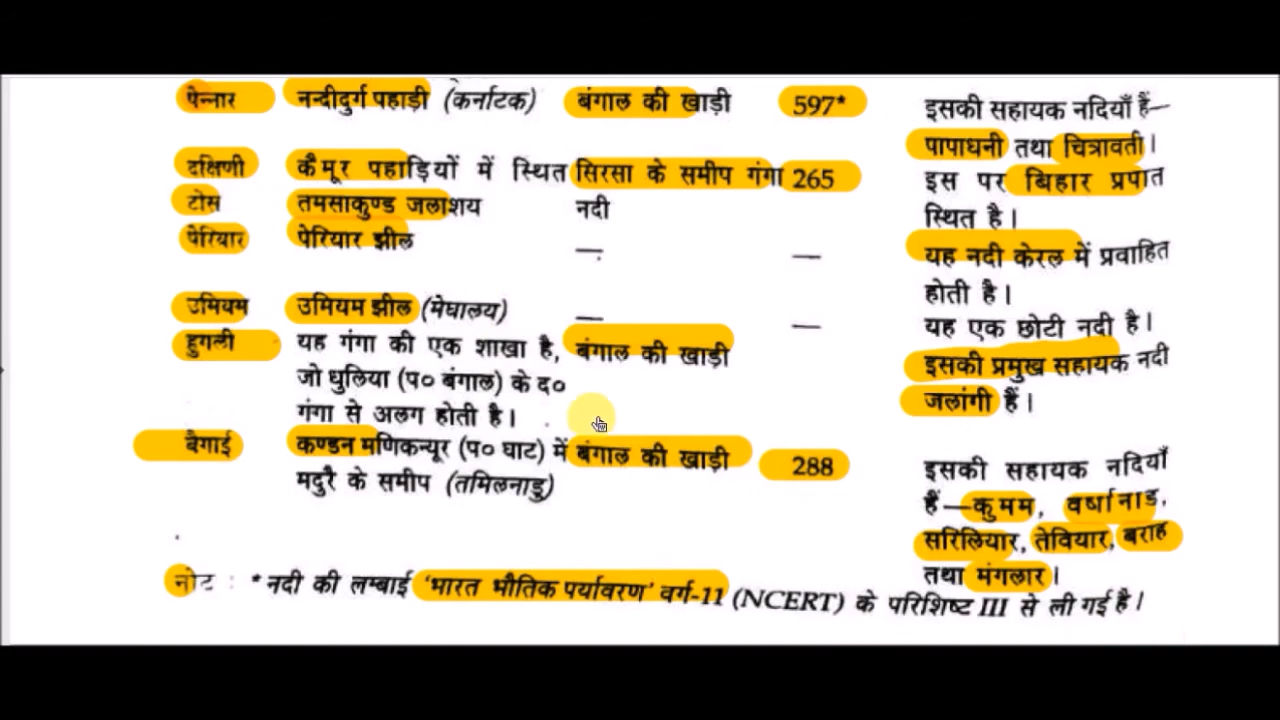 पेन्नार नन्दीदुर्ग पहाड़ी (कर्नाटक) बंगाल की खाड़ी 597* इसकी सहायक नदियाँ हैं—
पापाधनी तथा चित्रावती।
दक्षिणी कैमूर पहाड़ियों में स्थित सिरसा के समीप गंगा 265 इस पर बिहार प्रपात
टोंस तमसाकुण्ड जलाशय नदी स्थित है।
पेरियार पेरियार झील — — यह नदी केरल में प्रवाहित
होती है।
उमियम उमियम झील (मेघालय) — — यह एक छोटी नदी है।
हुगली यह गंगा की एक शाखा है, बंगाल की खाड़ी इसकी प्रमुख सहायक नदी
जो धुलिया (प० बंगाल) के द० जलांगी हैं।
गंगा से अलग होती है।
बैगाई कण्डन मणिकन्यूर (प० घाट) में बंगाल की खाड़ी 288 इसकी सहायक नदियाँ
मदुरै के समीप (तमिलनाडु) हैं—कुमम, वर्षानाड,
सरिलियार, तेवियार, बराह
तथा मंगलार।
नोट : * नदी की लम्बाई 'भारत भौतिक पर्यावरण' वर्ग-11 (NCERT) के परिशिष्ट III से ली गई है।